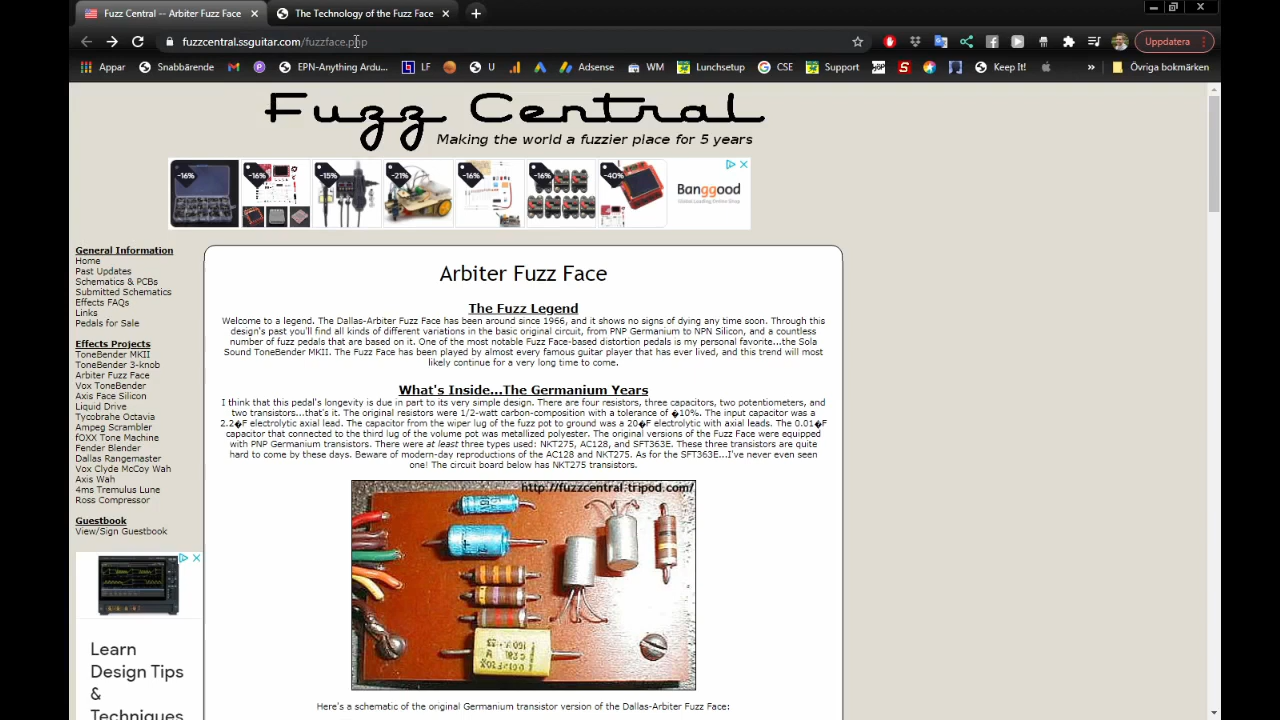 Fuzz Central -- Arbiter Fuzz Face
The Technology of the Fuzz Face
fuzzcentral.ssguitar.com/fuzzface.php
Uppdatera
Appar
Snabbärende
EPN-Anything Ardu...
LF
U
Adsense
WM
Lunchsetup
CSE
Support
Keep It!
»
Övriga bokmärken
Fuzz Central
Making the world a fuzzier place for 5 years
-16%
-16%
-15%
-21%
-16%
-16%
-40%
Banggood
General Information
Home
Past Updates
Schematics & PCBs
Submitted Schematics
Effects FAQs
Links
Pedals for Sale
Effects Projects
ToneBender MKII
ToneBender 3-knob
Arbiter Fuzz Face
Vox ToneBender
Axis Face Silicon
Liquid Drive
Tycobrahe Octavia
Ampeg Scrambler
fOXX Tone Machine
Fender Blender
Dallas Rangemaster
Vox Clyde McCoy Wah
Axis Wah
4ms Tremulus Lune
Ross Compressor
Guestbook
View/Sign Guestbook
Learn
Design Tips
&
Techniques
Arbiter Fuzz Face
The Fuzz Legend
Welcome to a legend. The Dallas-Arbiter Fuzz Face has been around since 1966, and it shows no signs of dying any time soon. Through this
design's past you'll find all kinds of different variations in the basic original circuit, from PNP Germanium to NPN Silicon, and a countless
number of fuzz pedals that are based on it. One of the most notable Fuzz Face-based distortion pedals is my personal favorite...the Sola
Sound ToneBender MKII. The Fuzz Face has been played by almost every famous guitar player that has ever lived, and this trend will most
likely continue for a very long time to come.
What's Inside...The Germanium Years
I think that this pedal's longevity is due in part to its very simple design. There are four resistors, three capacitors, two potentiometers, and
two transistors...that's it. The original resistors were 1/2-watt carbon-composition with a tolerance of �10%. The input capacitor was a
2.2�F electrolytic axial lead. The capacitor from the wiper lug of the fuzz pot to ground was a 20�F electrolytic with axial leads. The 0.01�F
capacitor that connected to the third lug of the volume pot was metallized polyester. The original versions of the Fuzz Face were equipped
with PNP Germanium transistors. There were at least three types used: NKT275, AC128, and SFT363E. These three transistors are quite
hard to come by these days. Beware of modern-day reproductions of the AC128 and NKT275. As for the SFT363E...I've never even seen
one! The circuit board below has NKT275 transistors.
http://fuzzcentral.tripod.com/
Here's a schematic of the original Germanium transistor version of the Dallas-Arbiter Fuzz Face: